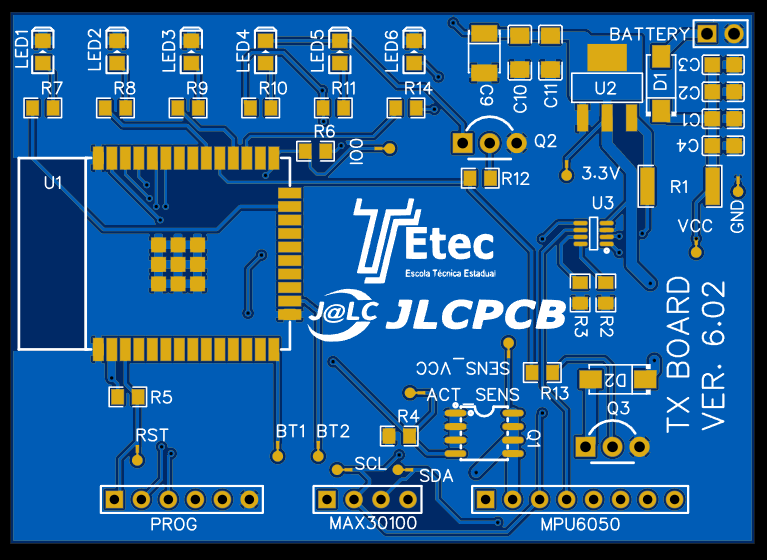 LED1
LED2
LED3
LED4
LED5
LED6
BATTERY
R7
R8
R9
R10
R11
R14
C9
C10
C11
U2
D1
C3
C2
C1
C4
R6
IO0
Q2
3.3V
R12
R1
U1
U3
VCC
GND
Etec
Escola Técnica Estadual
J@LC JLCPCB
R3
R2
TX BOARD
VER. 6.02
SENS_VCC
R13
D2
R5
ACT
SENS
R4
Q1
Q3
RST
BT1
BT2
SCL
SDA
PROG
MAX30100
MPU6050